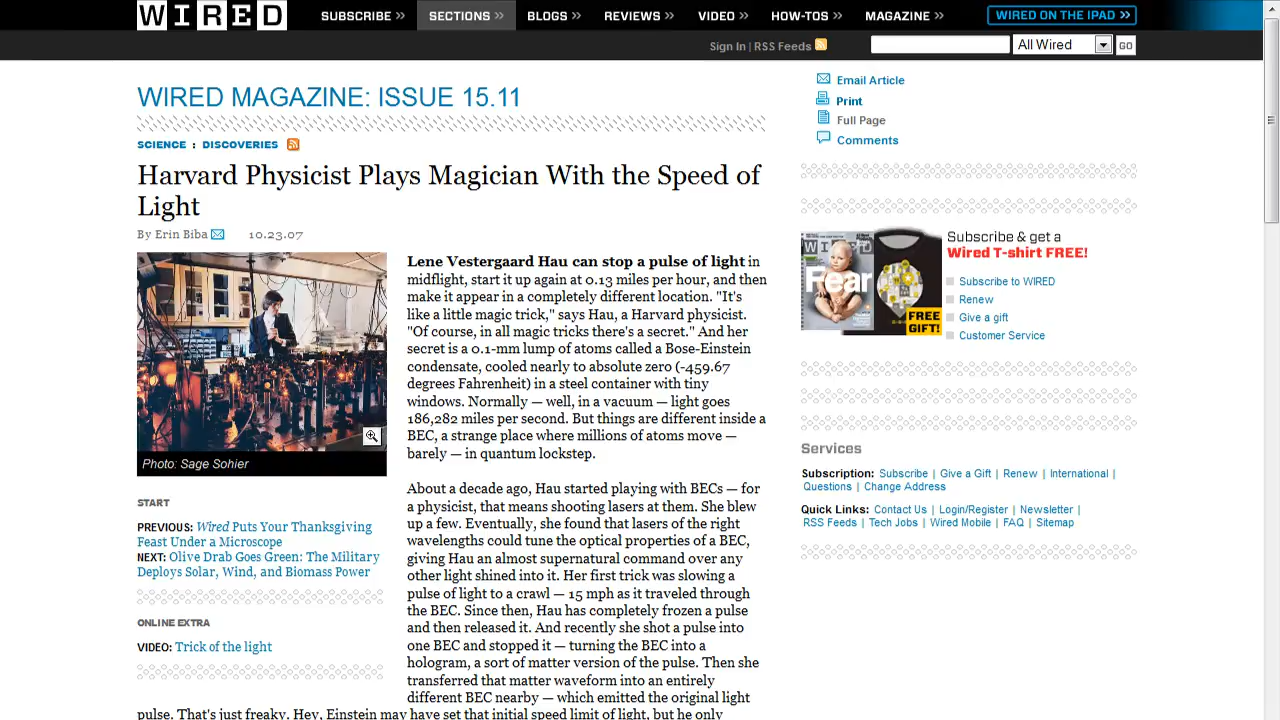 WIRED
SUBSCRIBE >> SECTIONS >> BLOGS >> REVIEWS >> VIDEO >> HOW-TOS >> MAGAZINE >> WIRED ON THE IPAD >>
Sign In | RSS Feeds
All Wired
GO
WIRED MAGAZINE: ISSUE 15.11
SCIENCE : DISCOVERIES
Harvard Physicist Plays Magician With the Speed of
Light
By Erin Biba 10.23.07
Photo: Sage Sohier
START
PREVIOUS: Wired Puts Your Thanksgiving
Feast Under a Microscope
NEXT: Olive Drab Goes Green: The Military
Deploys Solar, Wind, and Biomass Power
ONLINE EXTRA
VIDEO: Trick of the light
Lene Vestergaard Hau can stop a pulse of light in
midflight, start it up again at 0.13 miles per hour, and then
make it appear in a completely different location. "It's
like a little magic trick," says Hau, a Harvard physicist.
"Of course, in all magic tricks there's a secret." And her
secret is a 0.1-mm lump of atoms called a Bose-Einstein
condensate, cooled nearly to absolute zero (-459.67
degrees Fahrenheit) in a steel container with tiny
windows. Normally — well, in a vacuum — light goes
186,282 miles per second. But things are different inside a
BEC, a strange place where millions of atoms move —
barely — in quantum lockstep.
About a decade ago, Hau started playing with BECs — for
a physicist, that means shooting lasers at them. She blew
up a few. Eventually, she found that lasers of the right
wavelengths could tune the optical properties of a BEC,
giving Hau an almost supernatural command over any
other light shined into it. Her first trick was slowing a
pulse of light to a crawl — 15 mph as it traveled through
the BEC. Since then, Hau has completely frozen a pulse
and then released it. And recently she shot a pulse into
one BEC and stopped it — turning the BEC into a
hologram, a sort of matter version of the pulse. Then she
transferred that matter waveform into an entirely
different BEC nearby — which emitted the original light
pulse. That's just freaky. Hey, Einstein may have set that initial speed limit of light, but he only
Email Article
Print
Full Page
Comments
WIRED
Fear
FREE
GIFT!
Subscribe & get a
Wired T-shirt FREE!
Subscribe to WIRED
Renew
Give a gift
Customer Service
Services
Subscription: Subscribe | Give a Gift | Renew | International |
Questions | Change Address
Quick Links: Contact Us | Login/Register | Newsletter |
RSS Feeds | Tech Jobs | Wired Mobile | FAQ | Sitemap